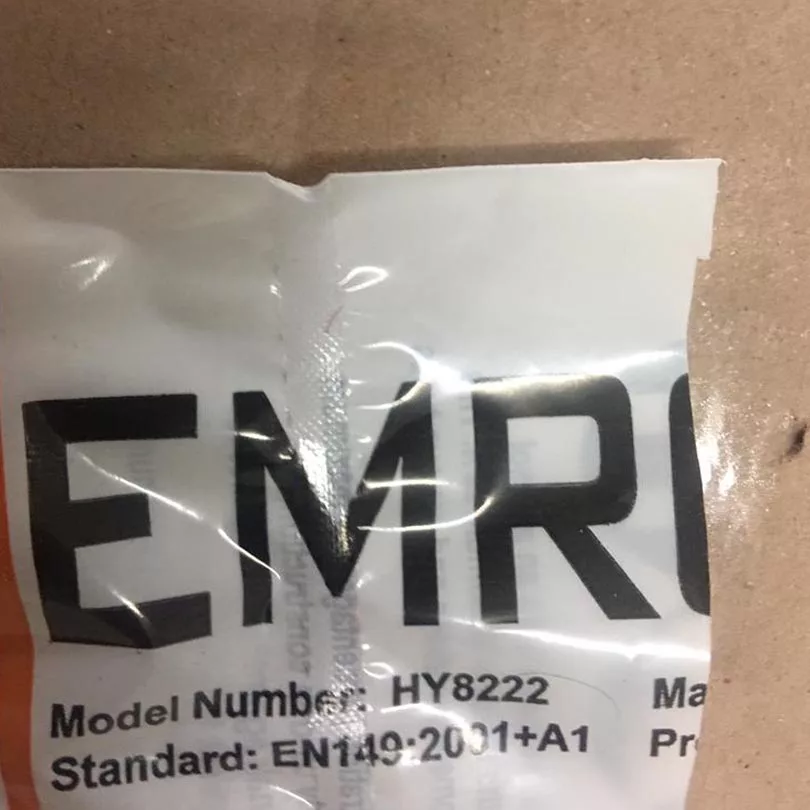 EMR
Model Number: HY8222 Ma
Standard: EN149:2001+A1 Pr